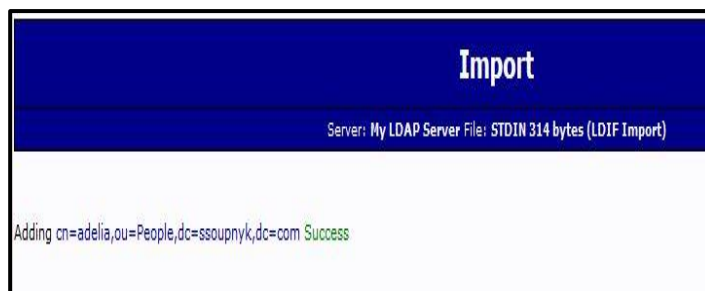 Import
Server: My LDAP Server File: STDIN 314 bytes (LDIF Import)
Adding cn=adelia,ou=People,dc=ssoupnyk,dc=com Success